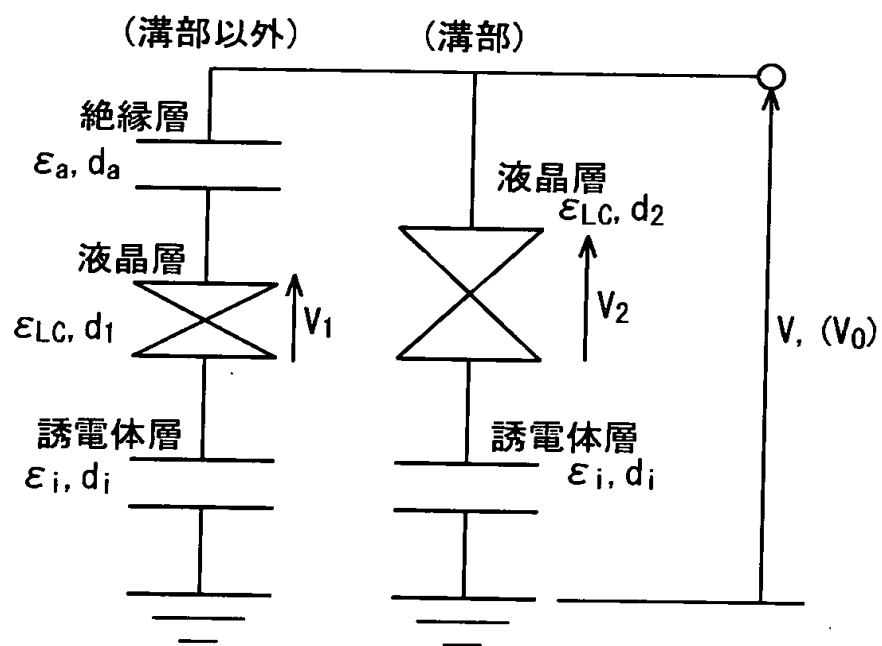 (溝部以外)
(溝部)
絶縁層
εa, da
液晶層
εLC, d1
V1
誘電体層
εi, di
液晶層
εLC, d2
V2
誘電体層
εi, di
V, (V0)